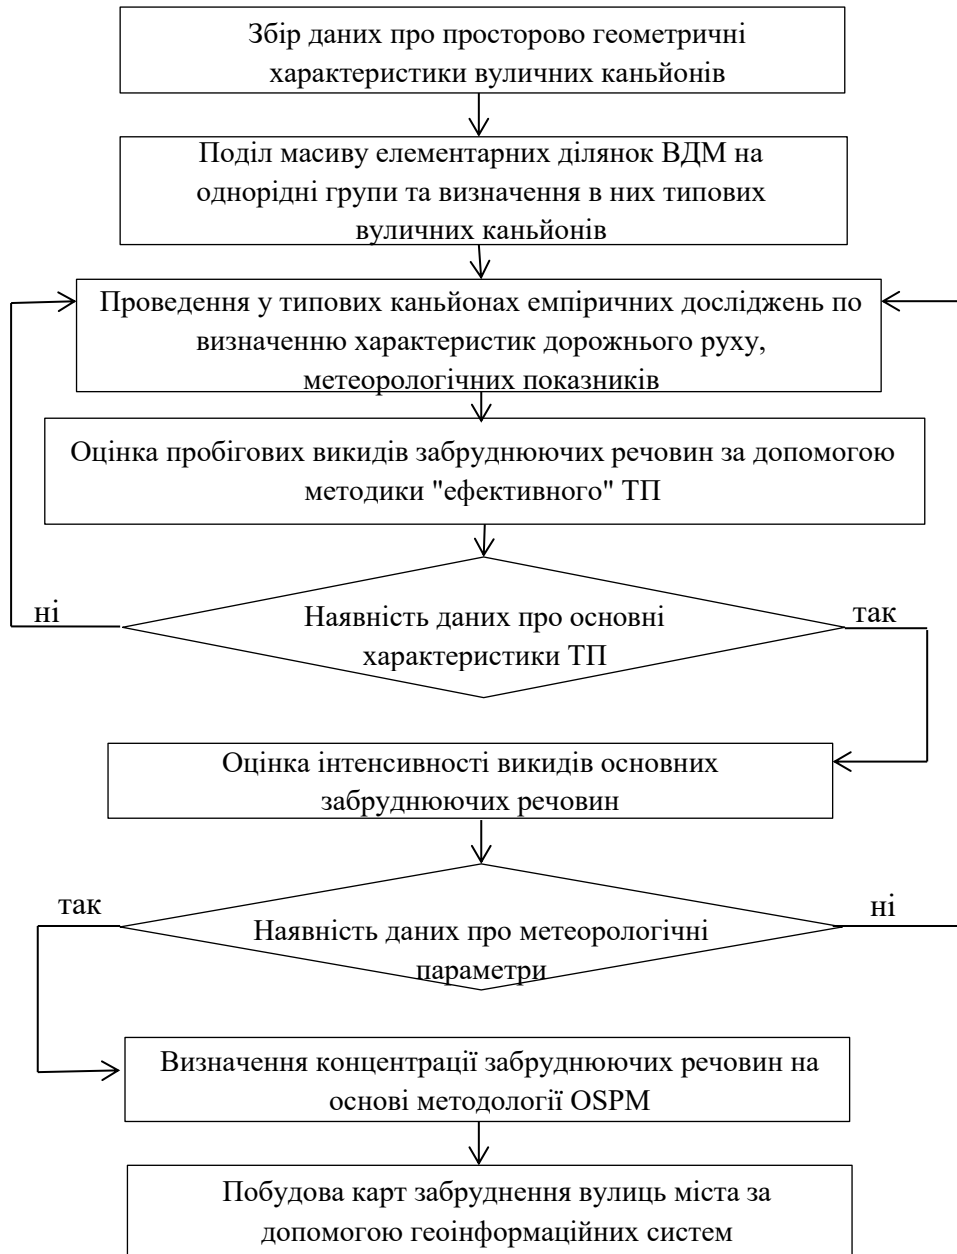 Збір даних про просторово геометричні
характеристики вуличних каньйонів
Поділ масиву елементарних ділянок ВДМ на
однорідні групи та визначення в них типових
вуличних каньйонів
Проведення у типових каньйонах емпіричних досліджень по
визначенню характеристик дорожнього руху,
метеорологічних показників
Оцінка пробігових викидів забруднюючих речовин за допомогою
методики "ефективного" ТП
ні
Наявність даних про основні
характеристики ТП
так
Оцінка інтенсивності викидів основних
забруднюючих речовин
так
Наявність даних про метеорологічні
параметри
ні
Визначення концентрації забруднюючих речовин на
основі методології OSPM
Побудова карт забруднення вулиць міста за
допомогою геоінформаційних систем